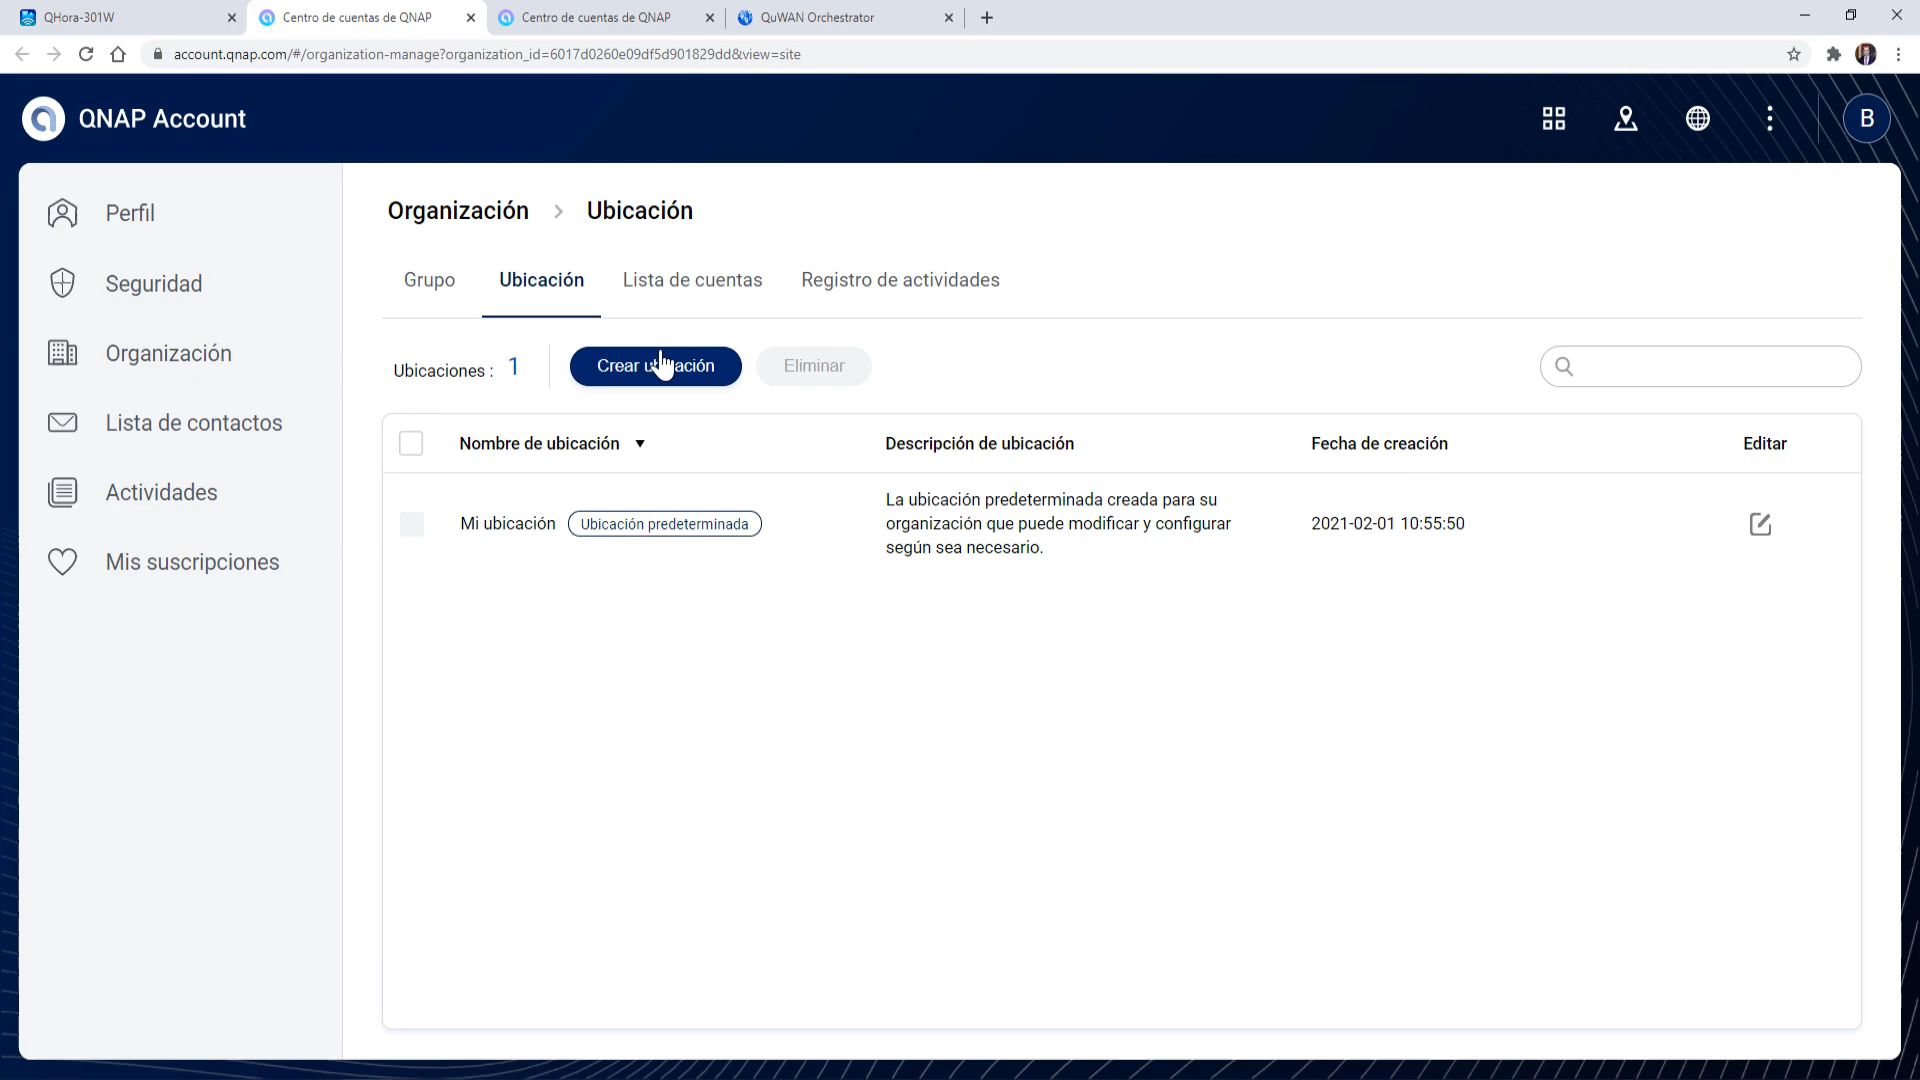 QHora-301W
Centro de cuentas de QNAP
Centro de cuentas de QNAP
QuWAN Orchestrator
account.qnap.com/#/organization-manage?organization_id=6017d0260e09df5d901829dd&view=site
QNAP Account
B
Perfil
Seguridad
Organización
Lista de contactos
Actividades
Mis suscripciones
Organización > Ubicación
Grupo
Ubicación
Lista de cuentas
Registro de actividades
Ubicaciones : 1
Crear ubicación
Eliminar
Nombre de ubicación
Descripción de ubicación
Fecha de creación
Editar
Mi ubicación
Ubicación predeterminada
La ubicación predeterminada creada para su
organización que puede modificar y configurar
según sea necesario.
2021-02-01 10:55:50